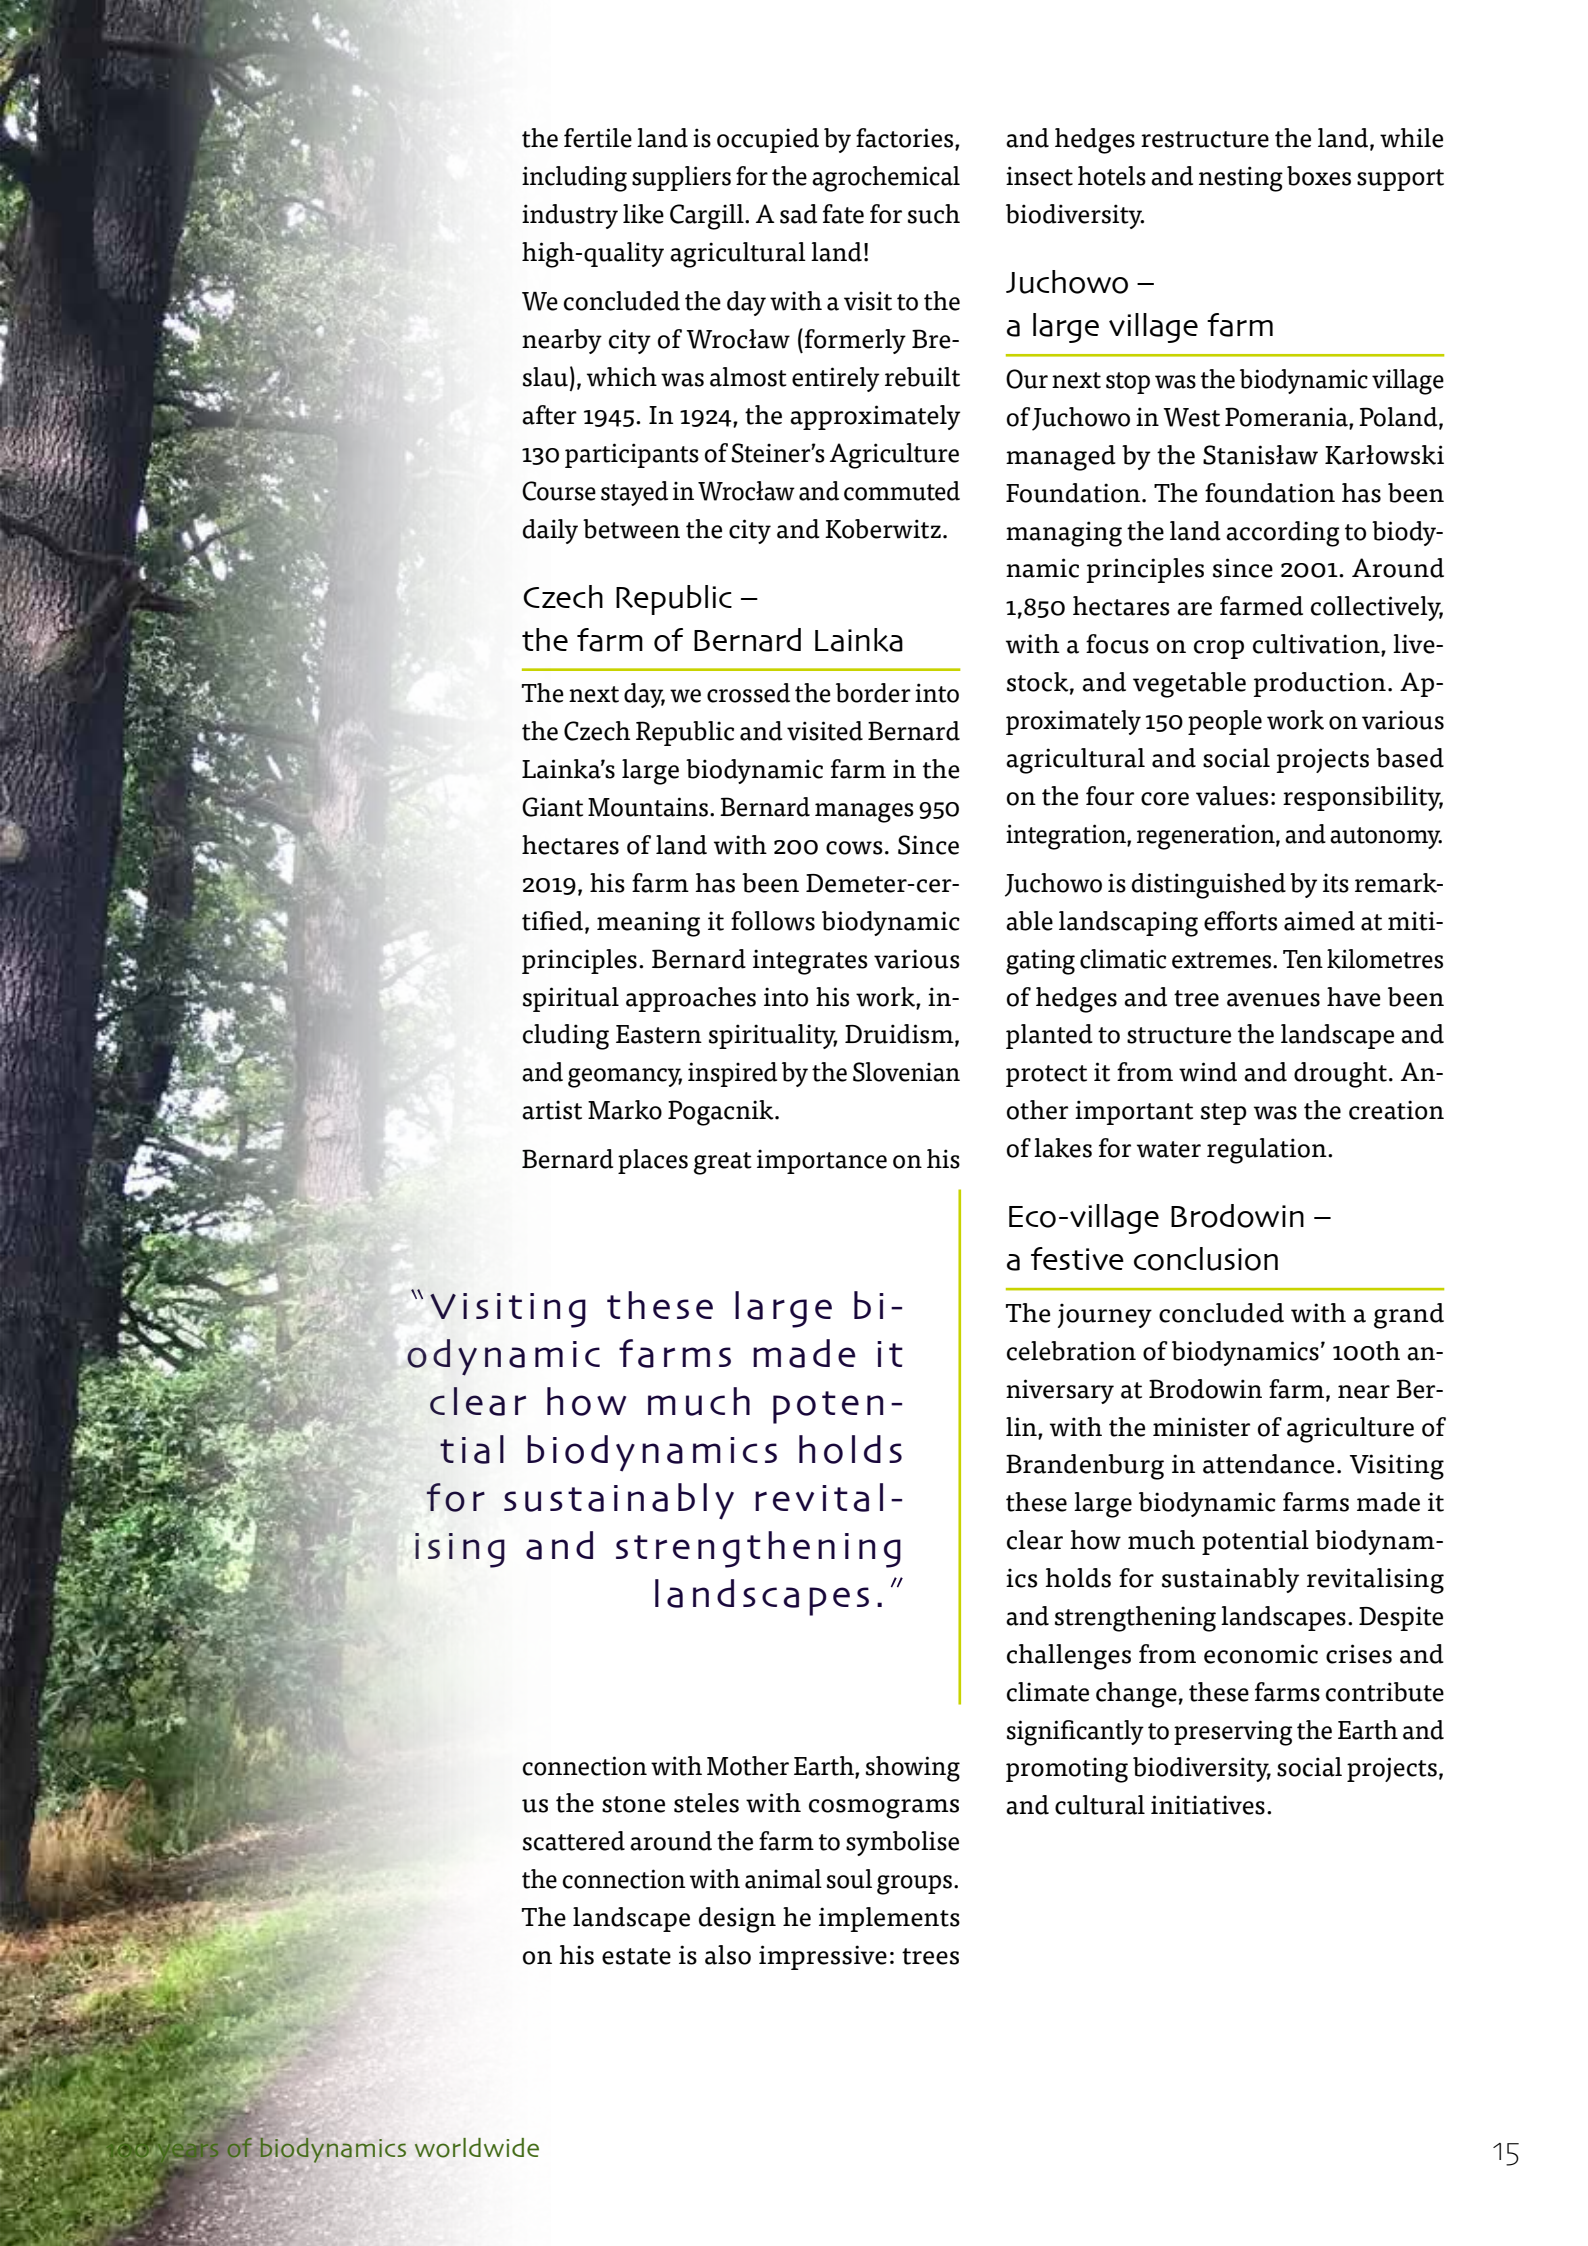 the fertile land is occupied by factories,
including suppliers for the agrochemical
industry like Cargill. A sad fate for such
high-quality agricultural land!
We concluded the day with a visit to the
nearby city of Wrocław (formerly Bre-
slau), which was almost entirely rebuilt
after 1945. In 1924, the approximately
130 participants of Steiner’s Agriculture
Course stayed in Wrocław and commuted
daily between the city and Koberwitz.
Czech Republic –
the farm of Bernard Lainka
The next day, we crossed the border into
the Czech Republic and visited Bernard
Lainka’s large biodynamic farm in the
Giant Mountains. Bernard manages 950
hectares of land with 200 cows. Since
2019, his farm has been Demeter-cer-
tified, meaning it follows biodynamic
principles. Bernard integrates various
spiritual approaches into his work, in-
cluding Eastern spirituality, Druidism,
and geomancy, inspired by the Slovenian
artist Marko Pogacnik.
Bernard places great importance on his
“Visiting these large bi-
odynamic farms made it
clear how much poten-
tial biodynamics holds
for sustainably revital-
ising and strengthening
landscapes.”
connection with Mother Earth, showing
us the stone steles with cosmograms
scattered around the farm to symbolise
the connection with animal soul groups.
The landscape design he implements
on his estate is also impressive: trees
and hedges restructure the land, while
insect hotels and nesting boxes support
biodiversity.
Juchowo –
a large village farm
Our next stop was the biodynamic village
of Juchowo in West Pomerania, Poland,
managed by the Stanisław Karłowski
Foundation. The foundation has been
managing the land according to biody-
namic principles since 2001. Around
1,850 hectares are farmed collectively,
with a focus on crop cultivation, live-
stock, and vegetable production. Ap-
proximately 150 people work on various
agricultural and social projects based
on the four core values: responsibility,
integration, regeneration, and autonomy.
Juchowo is distinguished by its remark-
able landscaping efforts aimed at miti-
gating climatic extremes. Ten kilometres
of hedges and tree avenues have been
planted to structure the landscape and
protect it from wind and drought. An-
other important step was the creation
of lakes for water regulation.
Eco-village Brodowin –
a festive conclusion
The journey concluded with a grand
celebration of biodynamics’ 100th an-
niversary at Brodowin farm, near Ber-
lin, with the minister of agriculture of
Brandenburg in attendance. Visiting
these large biodynamic farms made it
clear how much potential biodynam-
ics holds for sustainably revitalising
and strengthening landscapes. Despite
challenges from economic crises and
climate change, these farms contribute
significantly to preserving the Earth and
promoting biodiversity, social projects,
and cultural initiatives.
100 years of biodynamics worldwide
15